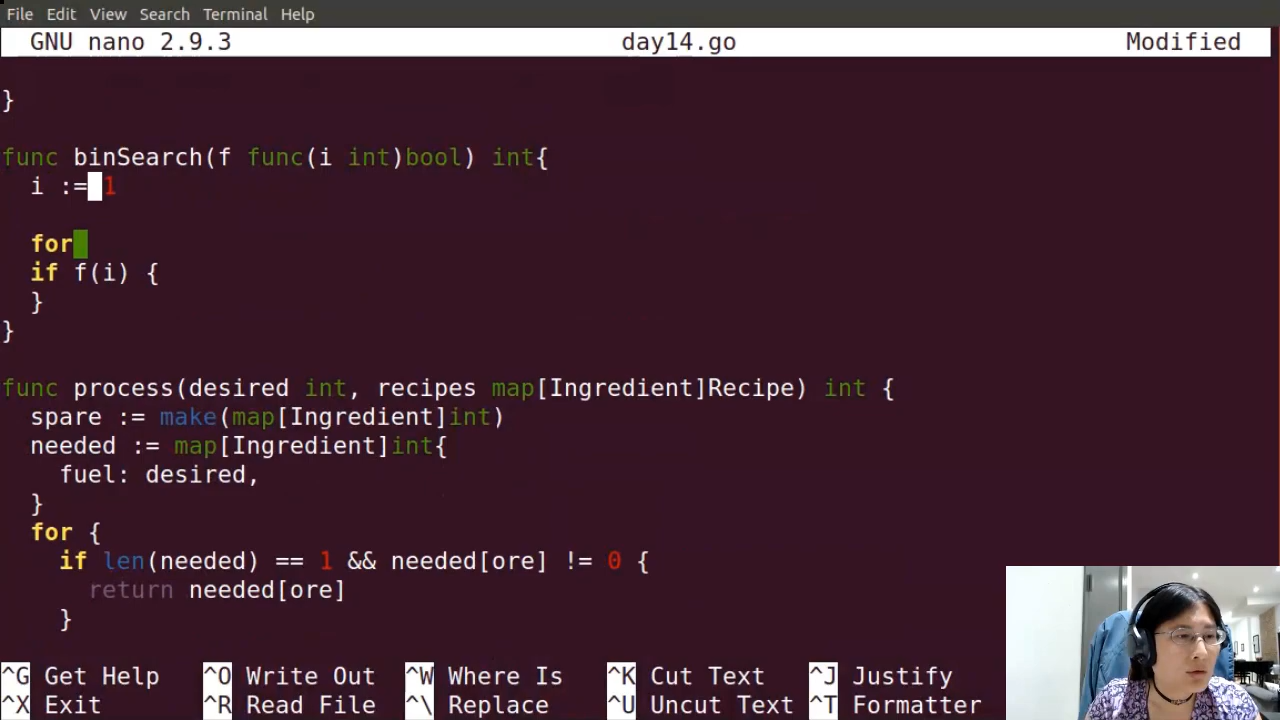 File Edit View Search Terminal Help
GNU nano 2.9.3 day14.go Modified
}
func binSearch(f func(i int)bool) int{
i := 1
for
if f(i) {
}
}
func process(desired int, recipes map[Ingredient]Recipe) int {
spare := make(map[Ingredient]int)
needed := map[Ingredient]int{
fuel: desired,
}
for {
if len(needed) == 1 && needed[ore] != 0 {
return needed[ore]
}
^G Get Help ^O Write Out ^W Where Is ^K Cut Text ^J Justify
^X Exit ^R Read File ^\ Replace ^U Uncut Text ^T Formatter